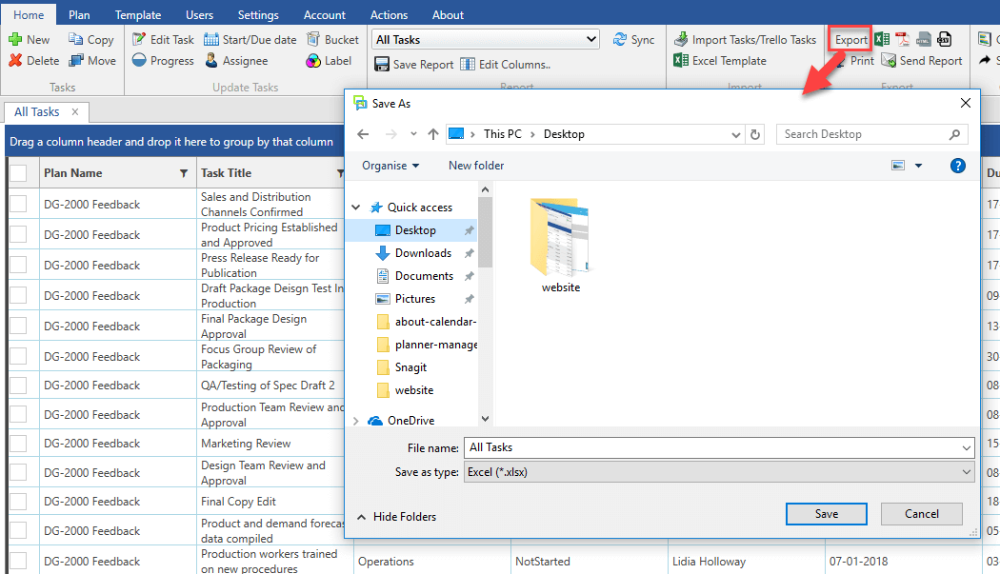 Home Plan Template Users Settings Account Actions About
New Copy Edit Task Start/Due date Bucket All Tasks Sync Import Tasks/Trello Tasks Export
Delete Move Progress Assignee Label Save Report Edit Columns.. Excel Template Print Send Report
Tasks Update Tasks Report Import Export
All Tasks
Save As
This PC Desktop Search Desktop
Drag a column header and drop it here to group by that column
Organise New folder
Plan Name Task Title
DG-2000 Feedback Sales and Distribution
Channels Confirmed
DG-2000 Feedback Product Pricing Established
and Approved
DG-2000 Feedback Press Release Ready for
Publication
DG-2000 Feedback Draft Package Deisgn Test In
Production
DG-2000 Feedback Final Package Design
Approval
DG-2000 Feedback Focus Group Review of
Packaging
DG-2000 Feedback QA/Testing of Spec Draft 2
DG-2000 Feedback Production Team Review and
Approval
DG-2000 Feedback Marketing Review
DG-2000 Feedback Design Team Review and
Approval
DG-2000 Feedback Final Copy Edit
DG-2000 Feedback Product and demand forecas
data compiled
DG-2000 Feedback Production workers trained
on new procedures
Operations NotStarted Lidia Holloway 07-01-2018 03
Quick access
Desktop
Downloads
Documents
Pictures
about-calendar-
planner-manage
Snagit
website
OneDrive
website
File name: All Tasks
Save as type: Excel (*.xlsx)
Hide Folders
Save Cancel
Du
17
17
17
09
13
30
08
08
15
08
18
05